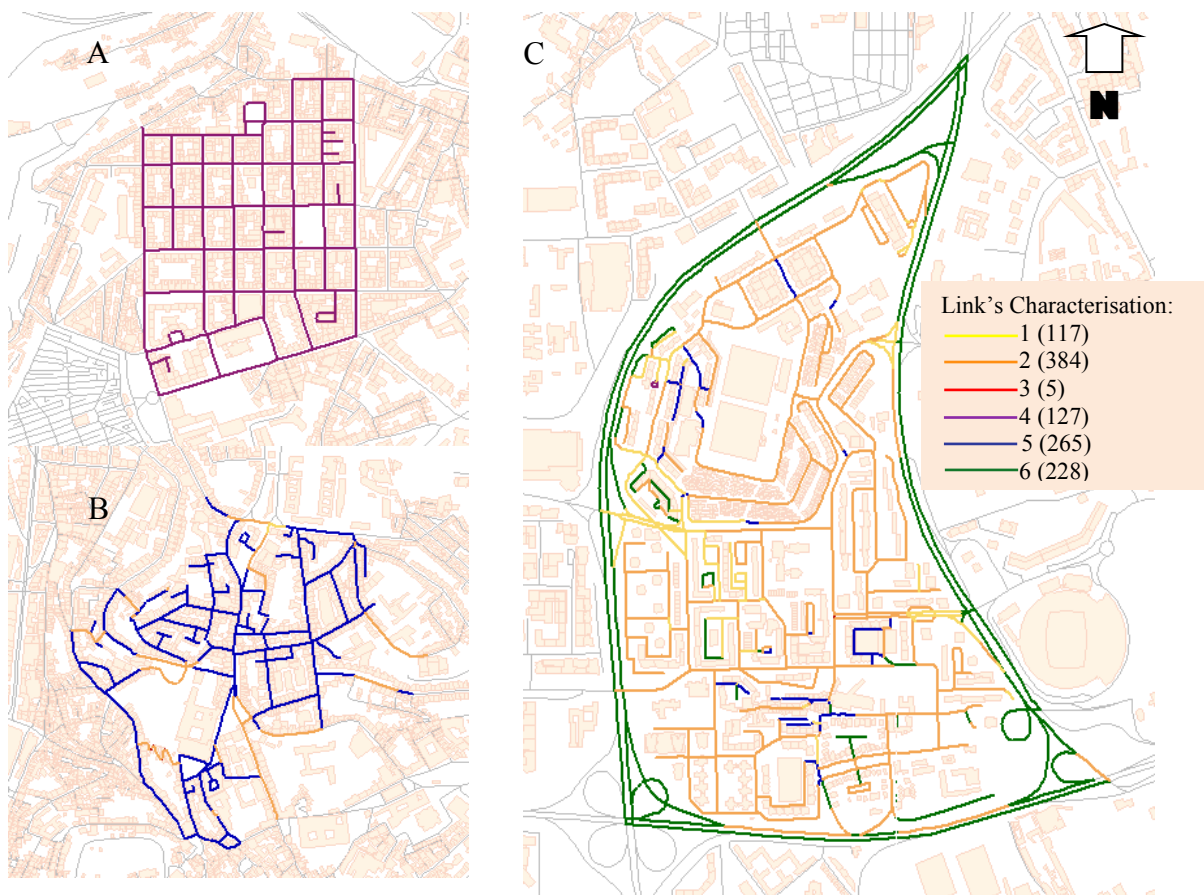 A
B
C
N
Link's Characterisation:
1 (117)
2 (384)
3 (5)
4 (127)
5 (265)
6 (228)